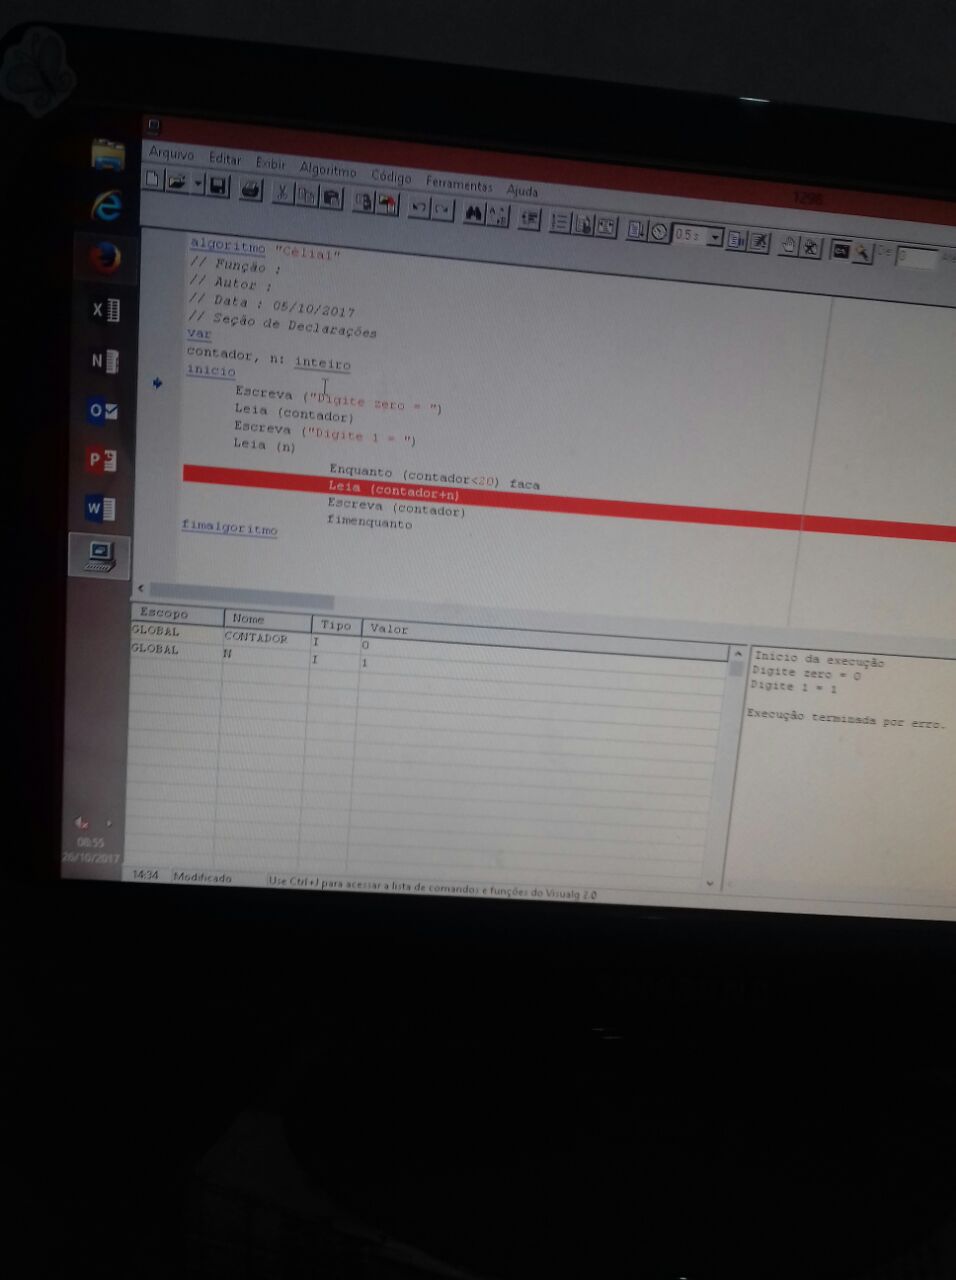 Arquivo Editar Exibir Algoritmo Código Ferramentas Ajuda
0.5 s
De 0
algoritmo "Célia1"
// Função :
// Autor :
// Data : 05/10/2017
// Seção de Declarações
var
contador, n: inteiro
inicio
Escreva ("Digite zero = ")
Leia (contador)
Escreva ("Digite 1 = ")
Leia (n)
Enquanto (contador<20) faca
Leia (contador+n)
Escreva (contador)
fimenquanto
fimalgoritmo
Escopo Nome Tipo Valor
GLOBAL CONTADOR I 0
GLOBAL N I 1
Início da execução
Digite zero = 0
Digite 1 = 1
Execução terminada por erro.
08:55
26/10/2017
14:34 Modificado Use Ctrl+J para acessar a lista de comandos e funções do Visualg 2.0